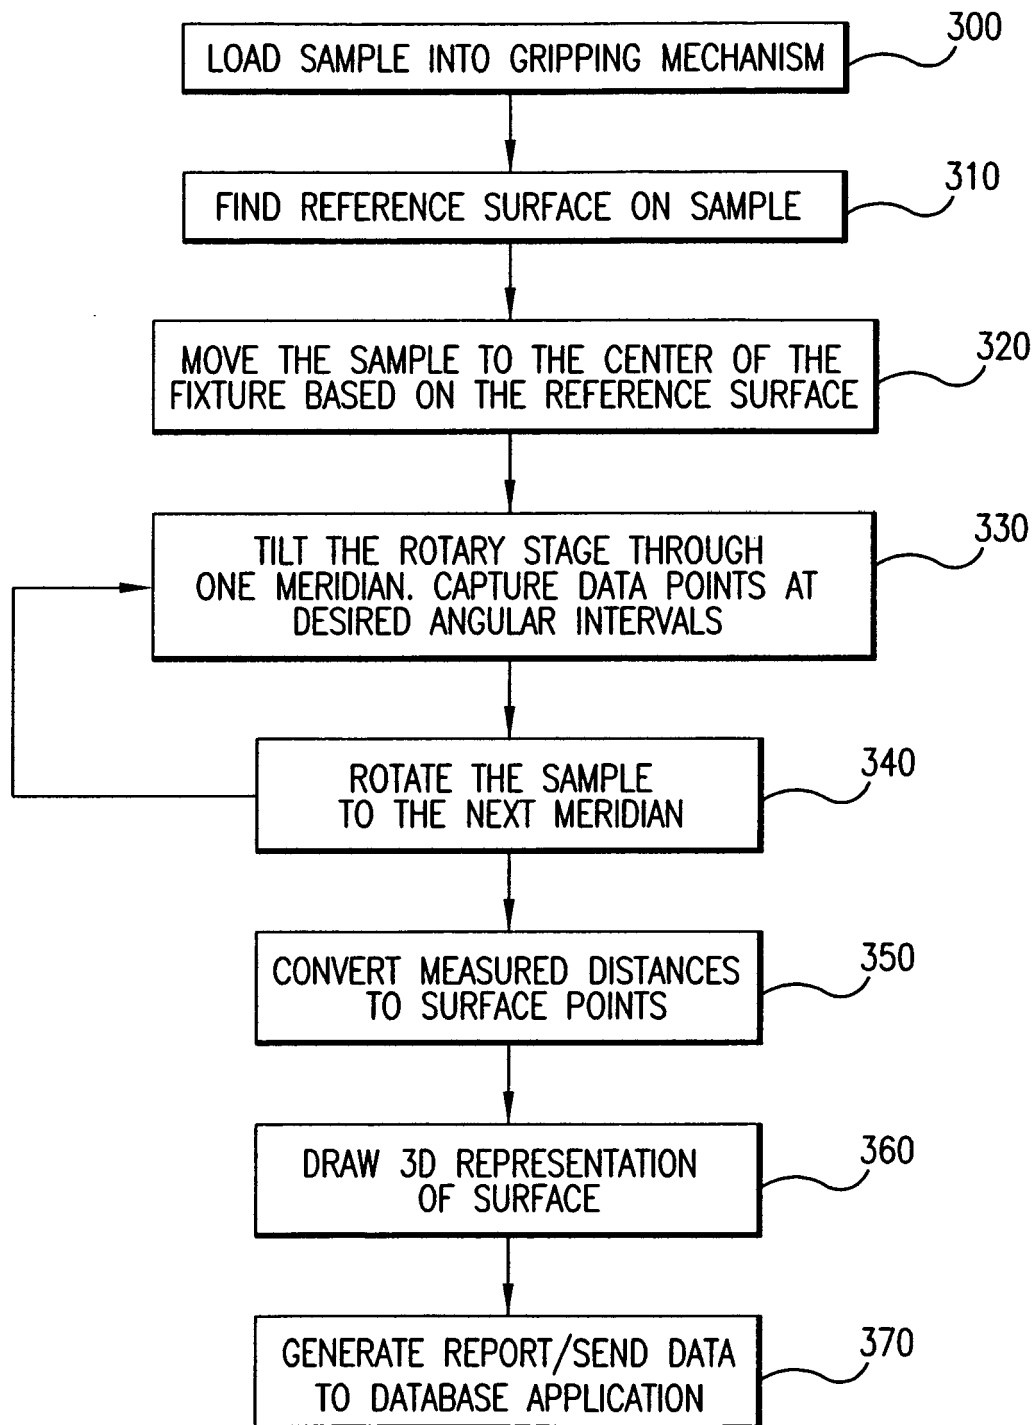 LOAD SAMPLE INTO GRIPPING MECHANISM
300
FIND REFERENCE SURFACE ON SAMPLE
310
MOVE THE SAMPLE TO THE CENTER OF THE
FIXTURE BASED ON THE REFERENCE SURFACE
320
TILT THE ROTARY STAGE THROUGH
ONE MERIDIAN. CAPTURE DATA POINTS AT
DESIRED ANGULAR INTERVALS
330
ROTATE THE SAMPLE
TO THE NEXT MERIDIAN
340
CONVERT MEASURED DISTANCES
TO SURFACE POINTS
350
DRAW 3D REPRESENTATION
OF SURFACE
360
GENERATE REPORT/SEND DATA
TO DATABASE APPLICATION
370